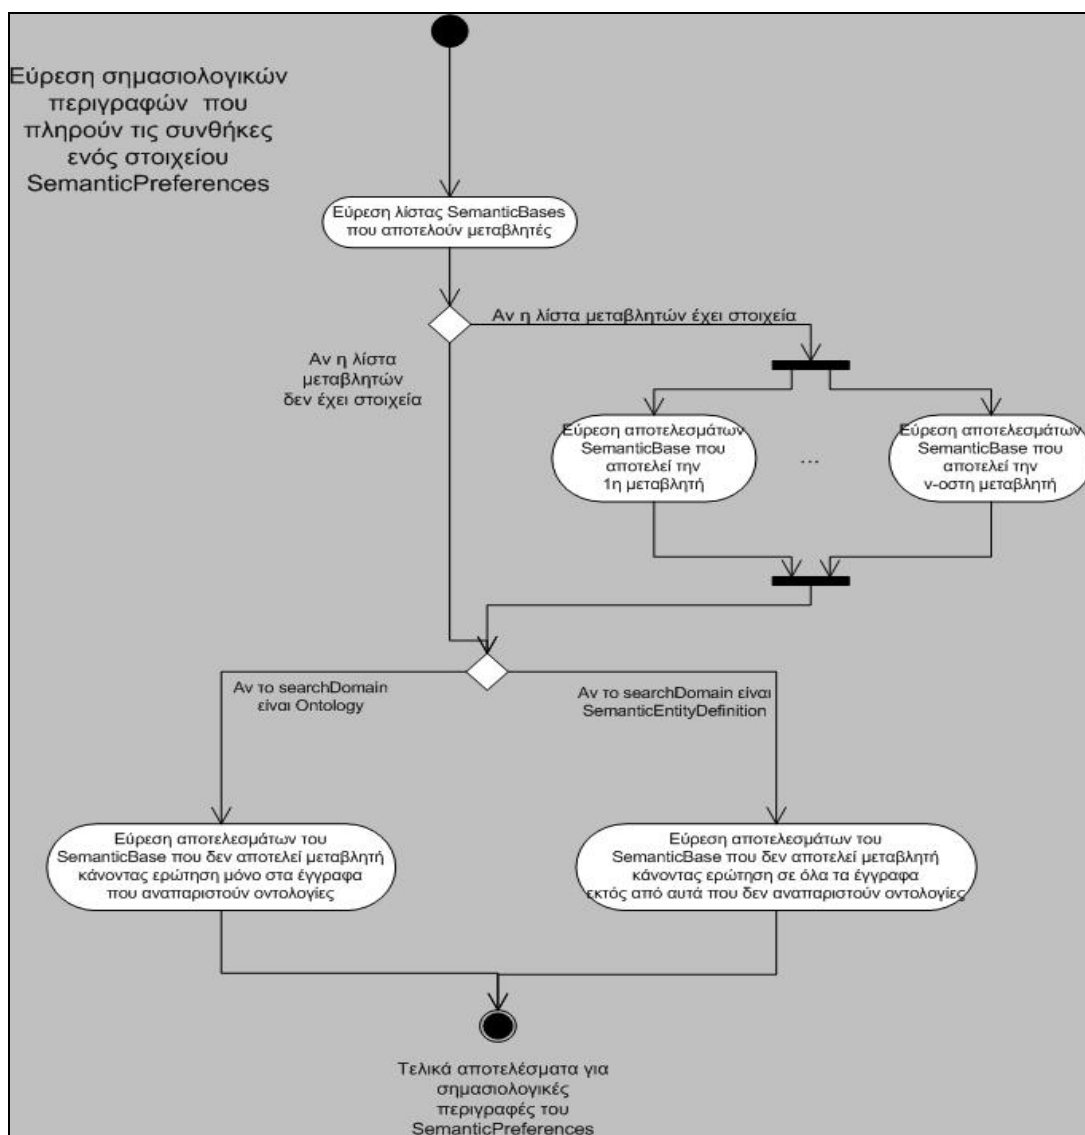 Εύρεση σημασιολογικών
περιγραφών που
πληρούν τις συνθήκες
ενός στοιχείου
SemanticPreferences
Εύρεση λίστας SemanticBases
που αποτελούν μεταβλητές
Αν η λίστα μεταβλητών έχει στοιχεία
Αν η λίστα
μεταβλητών
δεν έχει στοιχεία
Εύρεση αποτελεσμάτων
SemanticBase που
αποτελεί την
1η μεταβλητή
...
Εύρεση αποτελεσμάτων
SemanticBase που
αποτελεί την
ν-οστη μεταβλητή
Αν το searchDomain
είναι Ontology
Αν το searchDomain είναι
SemanticEntityDefinition
Εύρεση αποτελεσμάτων του
SemanticBase που δεν αποτελεί μεταβλητή
κάνοντας ερώτηση μόνο στα έγγραφα
που αναπαριστούν οντολογίες
Εύρεση αποτελεσμάτων του
SemanticBase που δεν αποτελεί μεταβλητή
κάνοντας ερώτηση σε όλα τα έγγραφα
εκτός από αυτά που δεν αναπαριστούν οντολογίες
Τελικά αποτελέσματα για
σημασιολογικές
περιγραφές του
SemanticPreferences